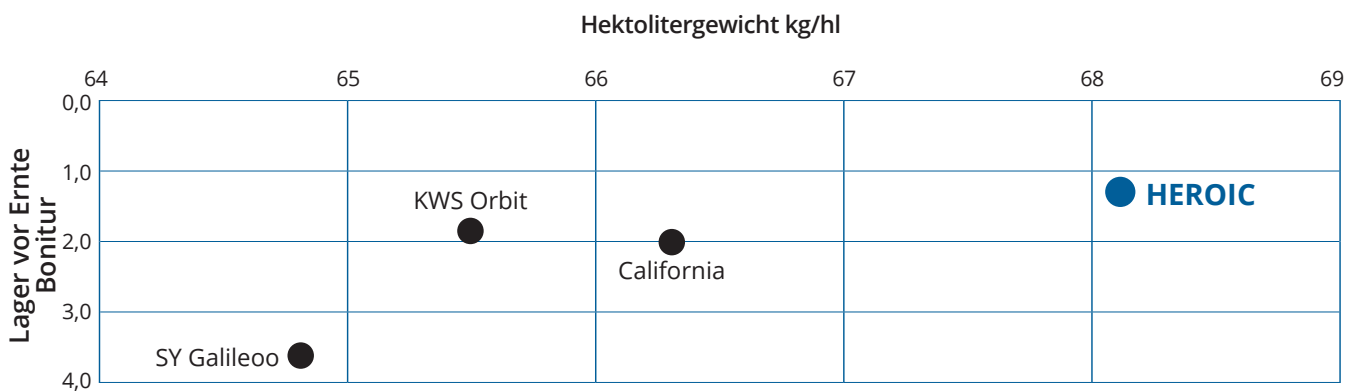 Hektolitergewicht kg/hl
64 65 66 67 68 69
0,0
1,0
2,0
3,0
4,0
Lager vor Ernte
Bonitur
KWS Orbit
HEROIC
California
SY Galileoo